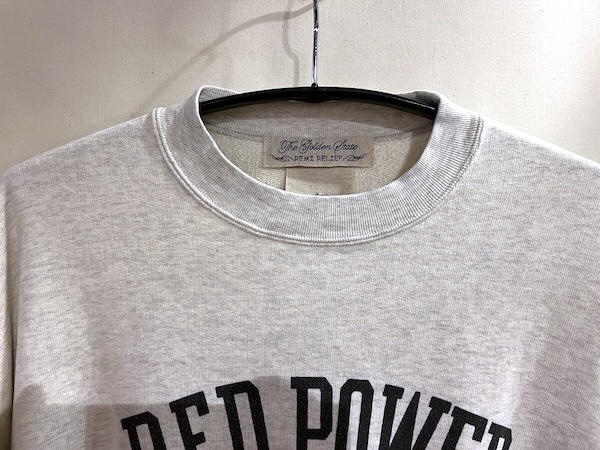 The Golden State
REMI RELIEF
RED POWER